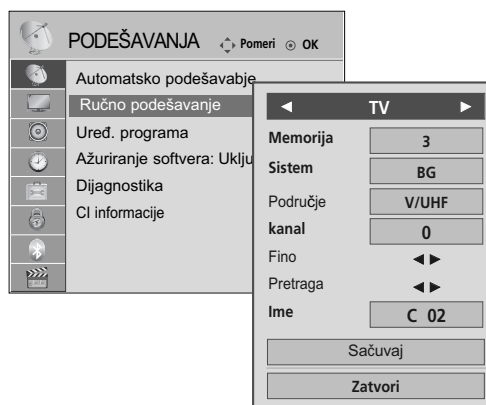 PODEŠAVANJA Pomeri OK
Automatsko podešavabje
Ručno podešavanje
Uređ. programa
Ažuriranje softvera: Uklju
Dijagnostika
CI informacije
TV
Memorija 3
Sistem BG
Područje V/UHF
kanal 0
Fino
Pretraga
Ime C 02
Sačuvaj
Zatvori